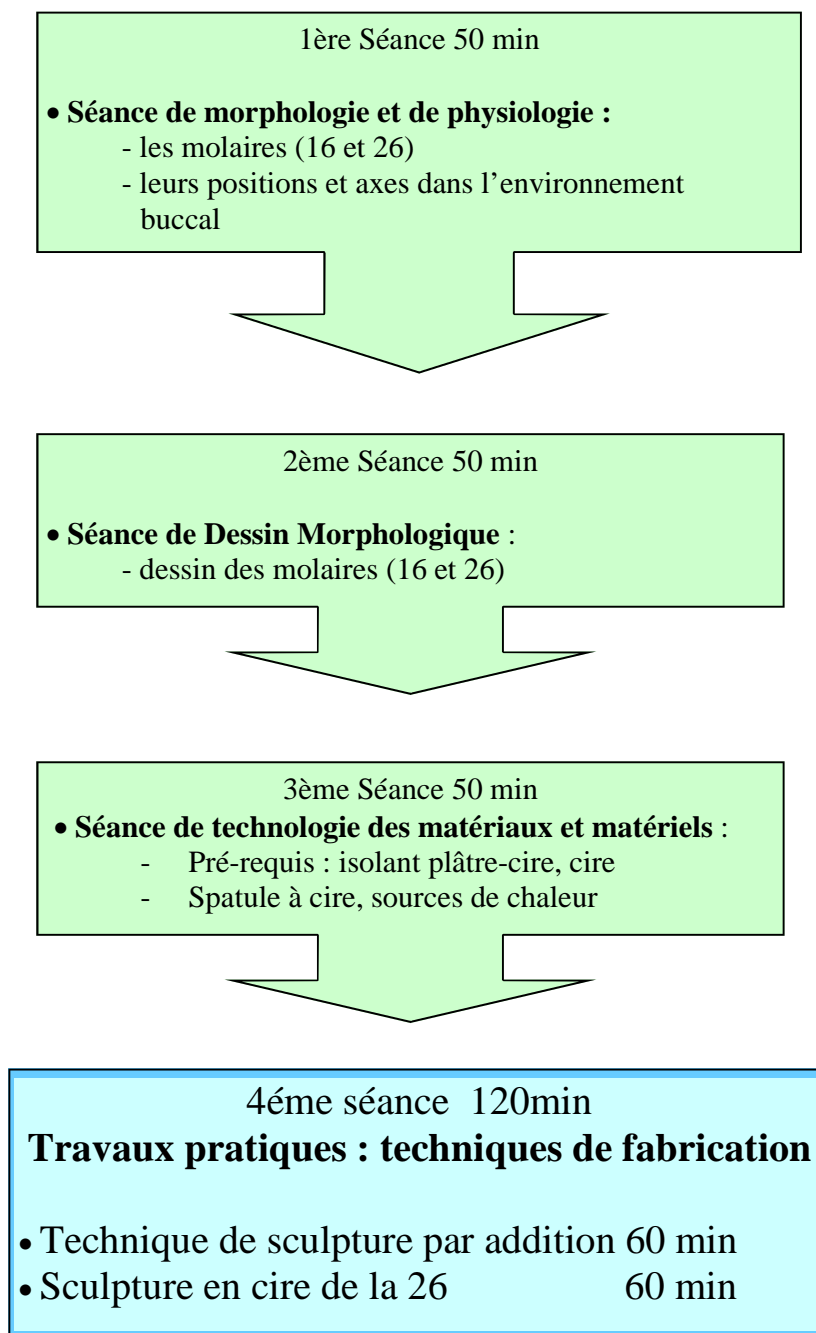 1ère Séance 50 min
• Séance de morphologie et de physiologie :
- les molaires (16 et 26)
- leurs positions et axes dans l’environnement
buccal
2ème Séance 50 min
• Séance de Dessin Morphologique :
- dessin des molaires (16 et 26)
3ème Séance 50 min
• Séance de technologie des matériaux et matériels :
- Pré-requis : isolant plâtre-cire, cire
- Spatule à cire, sources de chaleur
4éme séance 120min
Travaux pratiques : techniques de fabrication
• Technique de sculpture par addition 60 min
• Sculpture en cire de la 26 60 min